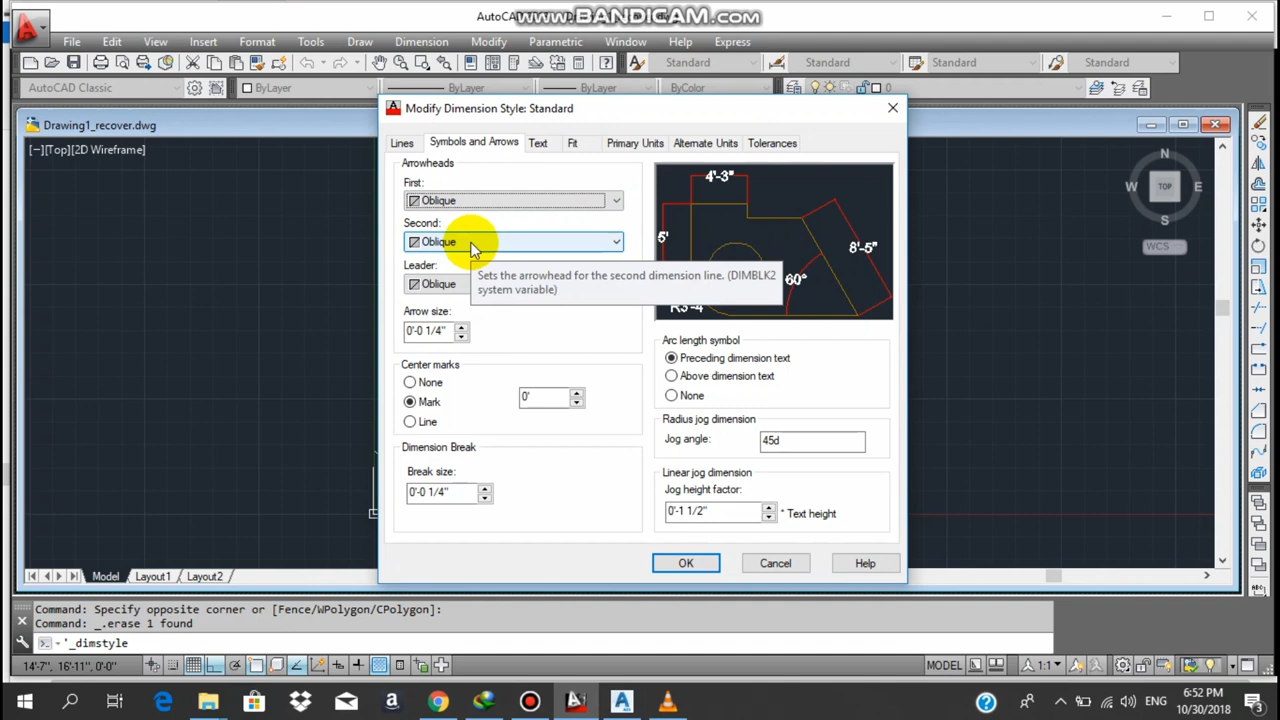 AutoCAD
www.BANDICAM.com
File Edit View Insert Format Tools Draw Dimension Modify Parametric Window Help Express
Standard Standard Standard Standard
AutoCAD Classic ByLayer ByLayer ByLayer ByColor 0
Drawing1_recover.dwg
[−][Top][2D Wireframe]
Modify Dimension Style: Standard
Lines Symbols and Arrows Text Fit Primary Units Alternate Units Tolerances
Arrowheads
First:
Oblique
Second:
Oblique
Leader:
Oblique
Sets the arrowhead for the second dimension line. (DIMBLK2
system variable)
Arrow size:
0'-0 1/4"
Center marks
None
Mark
0'
Line
Dimension Break
Break size:
0'-0 1/4"
4'-3"
5'
8'-5"
60°
R3'-4"
Arc length symbol
Preceding dimension text
Above dimension text
None
Radius jog dimension
Jog angle:
45d
Linear jog dimension
Jog height factor:
0'-1 1/2"
* Text height
OK Cancel Help
N
W TOP E
S
WCS
Model Layout1 Layout2
Command: Specify opposite corner or [Fence/WPolygon/CPolygon]:
Command: _.erase 1 found
'_dimstyle
14'-7", 16'-11", 0'-0"
MODEL
1:1
ENG
6:52 PM
10/30/2018
3